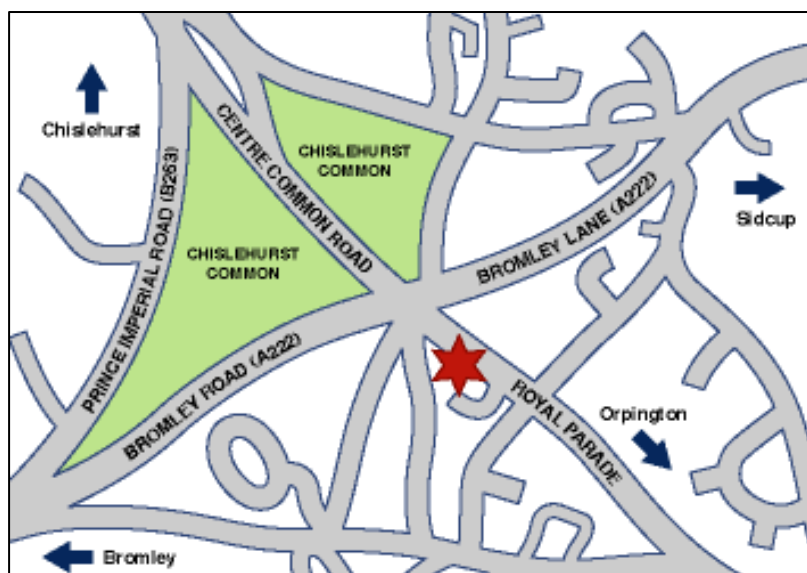 Chislehurst
CENTRE COMMON ROAD
CHISLEHURST
COMMON
PRINCE IMPERIAL ROAD (B263)
BROMLEY LANE (A222)
Sidcup
CHISLEHURST
COMMON
BROMLEY ROAD (A222)
ROYAL PARADE
Orpington
Bromley